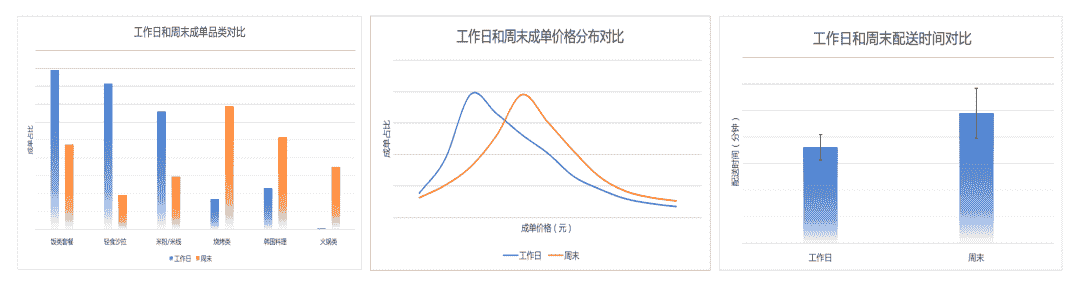 工作日和周末成单品类对比
成单占比
饭类套餐 轻食沙拉 米粉/米线 烧烤类 韩国料理 火锅类
工作日 周末
工作日和周末成单价格分布对比
成单占比
成单价格（元）
工作日 周末
工作日和周末配送时间对比
配送时间（分钟）
工作日 周末